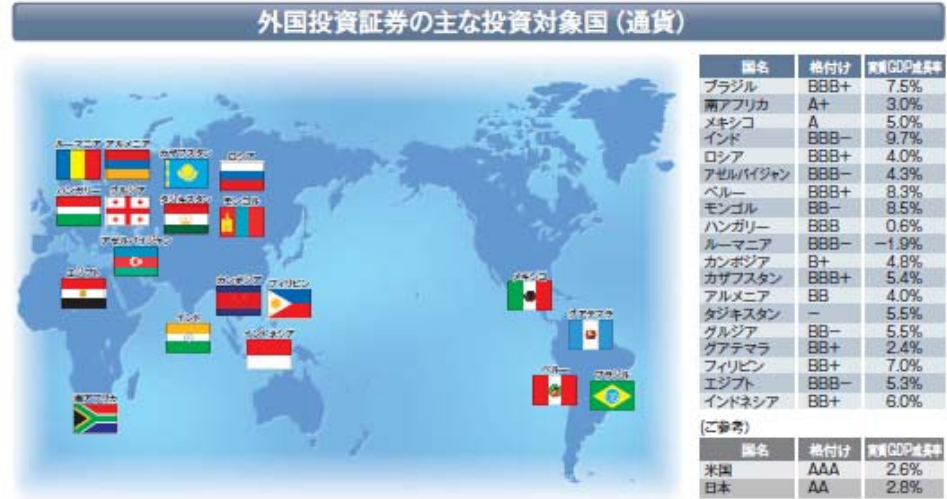 外国投資証券の主な投資対象国（通貨）
ルーマニア アルメニア カザフスタン ロシア
ハンガリー グルジア タジキスタン モンゴル
アゼルバイジャン
エジプト カンボジア フィリピン
インド インドネシア
南アフリカ
メキシコ
グアテマラ
ペルー ブラジル
国名 格付け 実質GDP成長率
ブラジル BBB+ 7.5%
南アフリカ A+ 3.0%
メキシコ A 5.0%
インド BBB− 9.7%
ロシア BBB+ 4.0%
アゼルバイジャン BBB− 4.3%
ペルー BBB+ 8.3%
モンゴル BB− 8.5%
ハンガリー BBB 0.6%
ルーマニア BBB− −1.9%
カンボジア B+ 4.8%
カザフスタン BBB+ 5.4%
アルメニア BB 4.0%
タジキスタン − 5.5%
グルジア BB− 5.5%
グアテマラ BB+ 2.4%
フィリピン BB+ 7.0%
エジプト BBB− 5.3%
インドネシア BB+ 6.0%
(ご参考)
国名 格付け 実質GDP成長率
米国 AAA 2.6%
日本 AA 2.8%